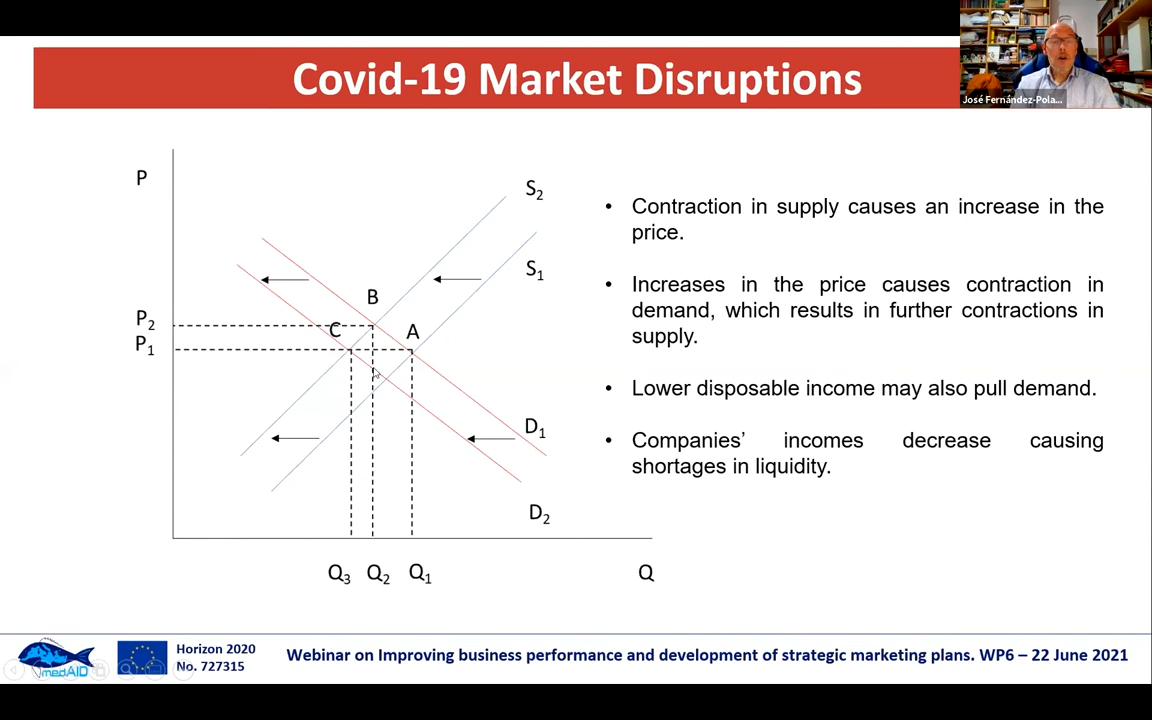 Covid-19 Market Disruptions
José Fernández-Pola...
P
S₂
S₁
B
P₂
C
A
P₁
D₁
D₂
Q₃ Q₂ Q₁ Q
• Contraction in supply causes an increase in the
price.
• Increases in the price causes contraction in
demand, which results in further contractions in
supply.
• Lower disposable income may also pull demand.
• Companies’ incomes decrease causing
shortages in liquidity.
medAID
Horizon 2020
No. 727315
Webinar on Improving business performance and development of strategic marketing plans. WP6 – 22 June 2021